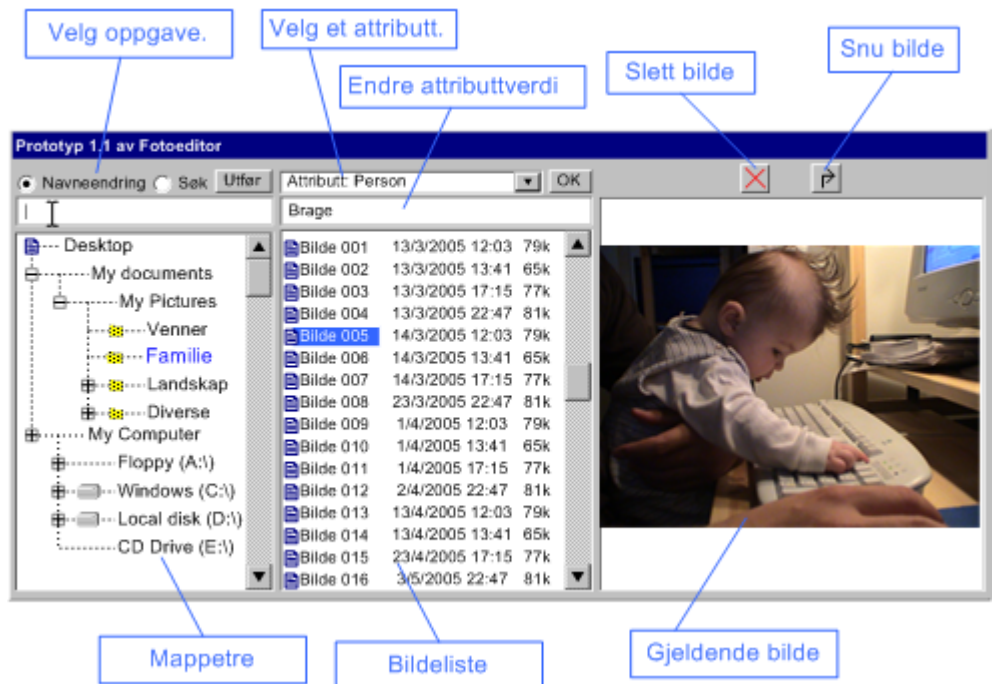 Velg oppgave.
Velg et attributt.
Endre attributtverdi
Slett bilde
Snu bilde
Prototyp 1.1 av Fotoeditor
Navneendring Søk Utfør
Attributt: Person OK
Brage
Desktop
My documents
My Pictures
Venner
Familie
Landskap
Diverse
My Computer
Floppy (A:\)
Windows (C:\)
Local disk (D:\)
CD Drive (E:\)
Bilde 001 13/3/2005 12:03 79k
Bilde 002 13/3/2005 13:41 65k
Bilde 003 13/3/2005 17:15 77k
Bilde 004 13/3/2005 22:47 81k
Bilde 005 14/3/2005 12:03 79k
Bilde 006 14/3/2005 13:41 65k
Bilde 007 14/3/2005 17:15 77k
Bilde 008 23/3/2005 22:47 81k
Bilde 009 1/4/2005 12:03 79k
Bilde 010 1/4/2005 13:41 65k
Bilde 011 1/4/2005 17:15 77k
Bilde 012 2/4/2005 22:47 81k
Bilde 013 13/4/2005 12:03 79k
Bilde 014 13/4/2005 13:41 65k
Bilde 015 23/4/2005 17:15 77k
Bilde 016 3/5/2005 22:47 81k
Mappetre
Bildeliste
Gjeldende bilde